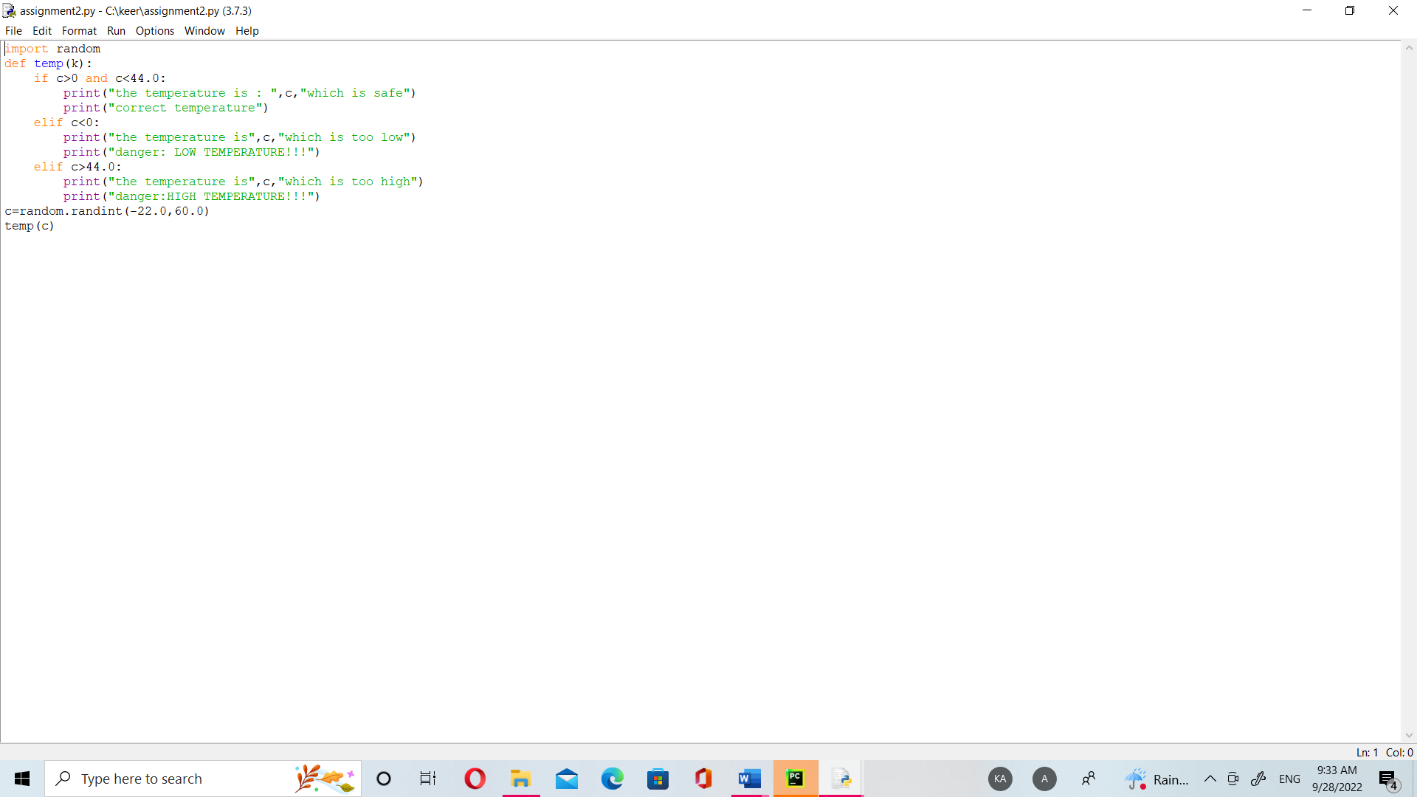 assignment2.py - C:\keer\assignment2.py (3.7.3)
File Edit Format Run Options Window Help
import random
def temp(k):
    if c>0 and c<44.0:
        print("the temperature is : ",c,"which is safe")
        print("correct temperature")
    elif c<0:
        print("the temperature is",c,"which is too low")
        print("danger: LOW TEMPERATURE!!!")
    elif c>44.0:
        print("the temperature is",c,"which is too high")
        print("danger:HIGH TEMPERATURE!!!")
c=random.randint(-22.0,60.0)
temp(c)
Ln: 1 Col: 0
Type here to search
W
PC
KA
A
Rain...
ENG
9:33 AM
9/28/2022
4